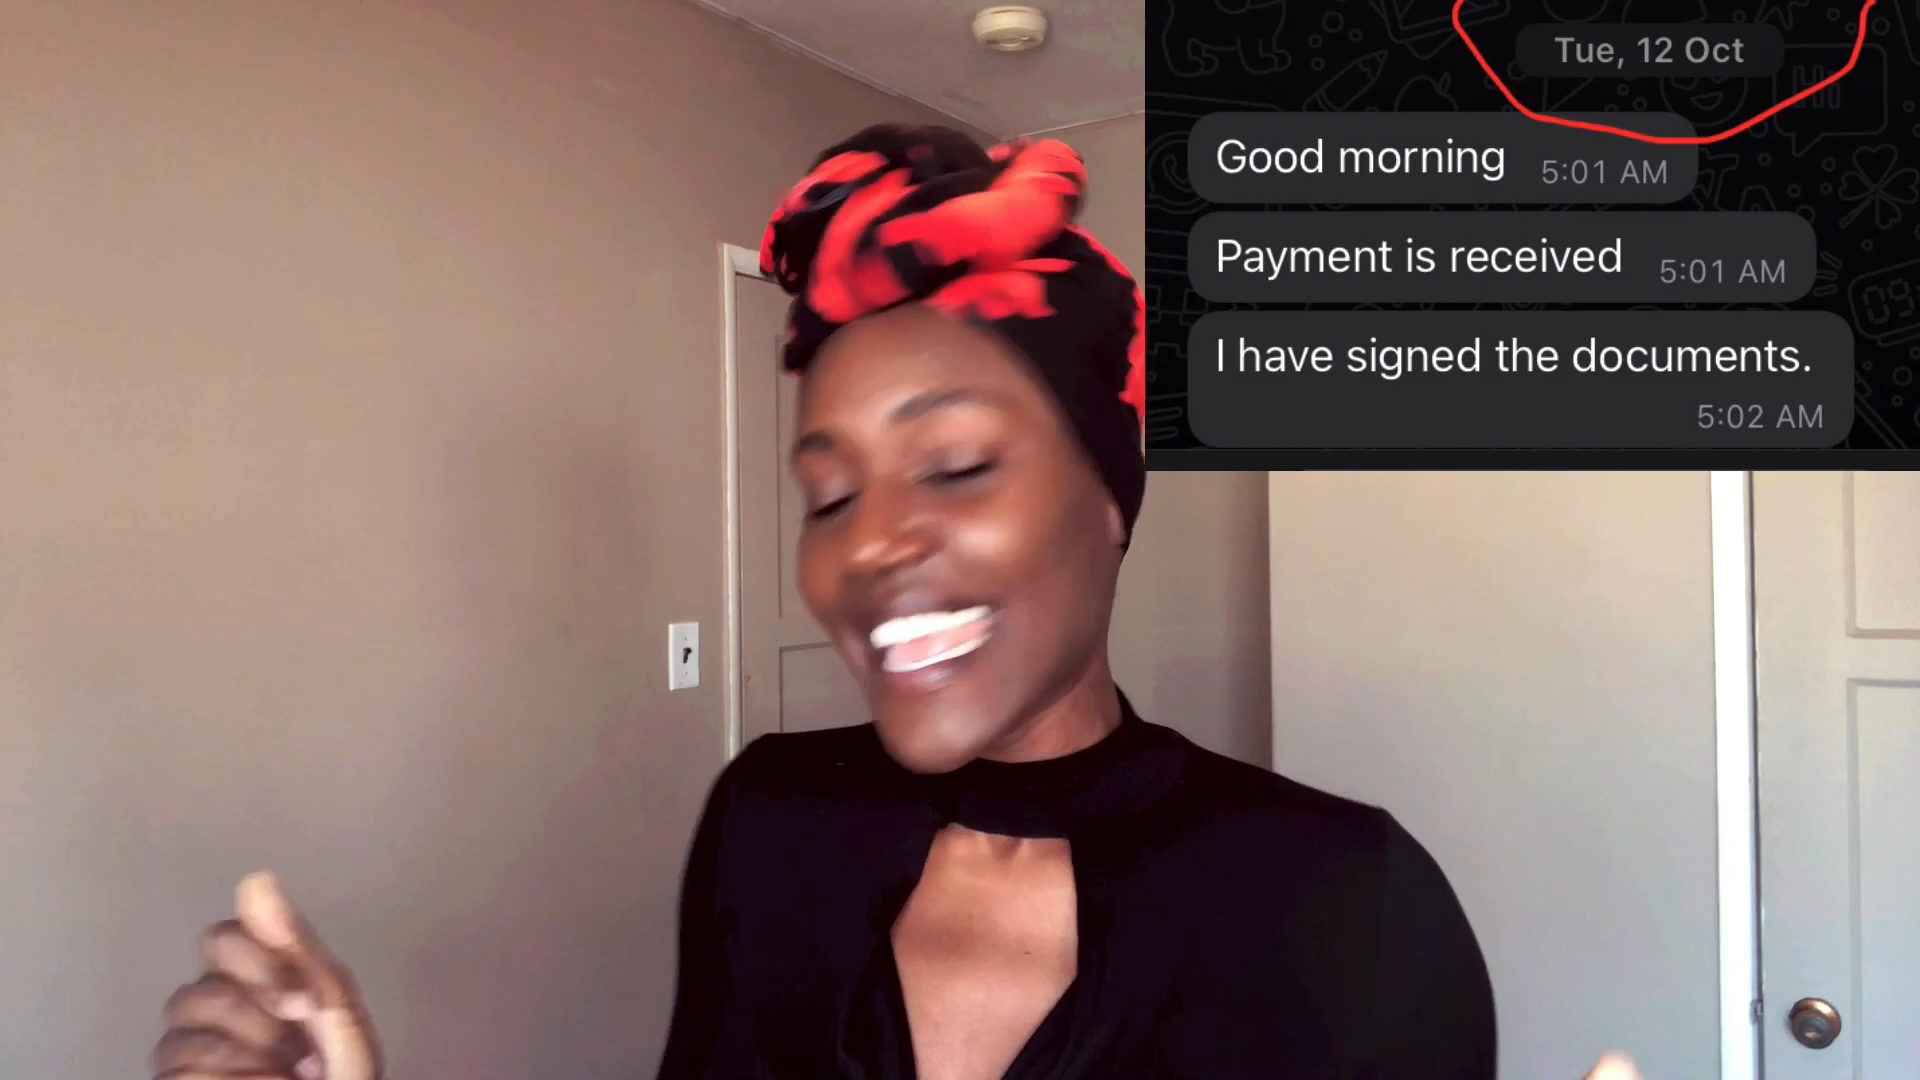 Tue, 12 Oct
Good morning 5:01 AM
Payment is received 5:01 AM
I have signed the documents.
5:02 AM